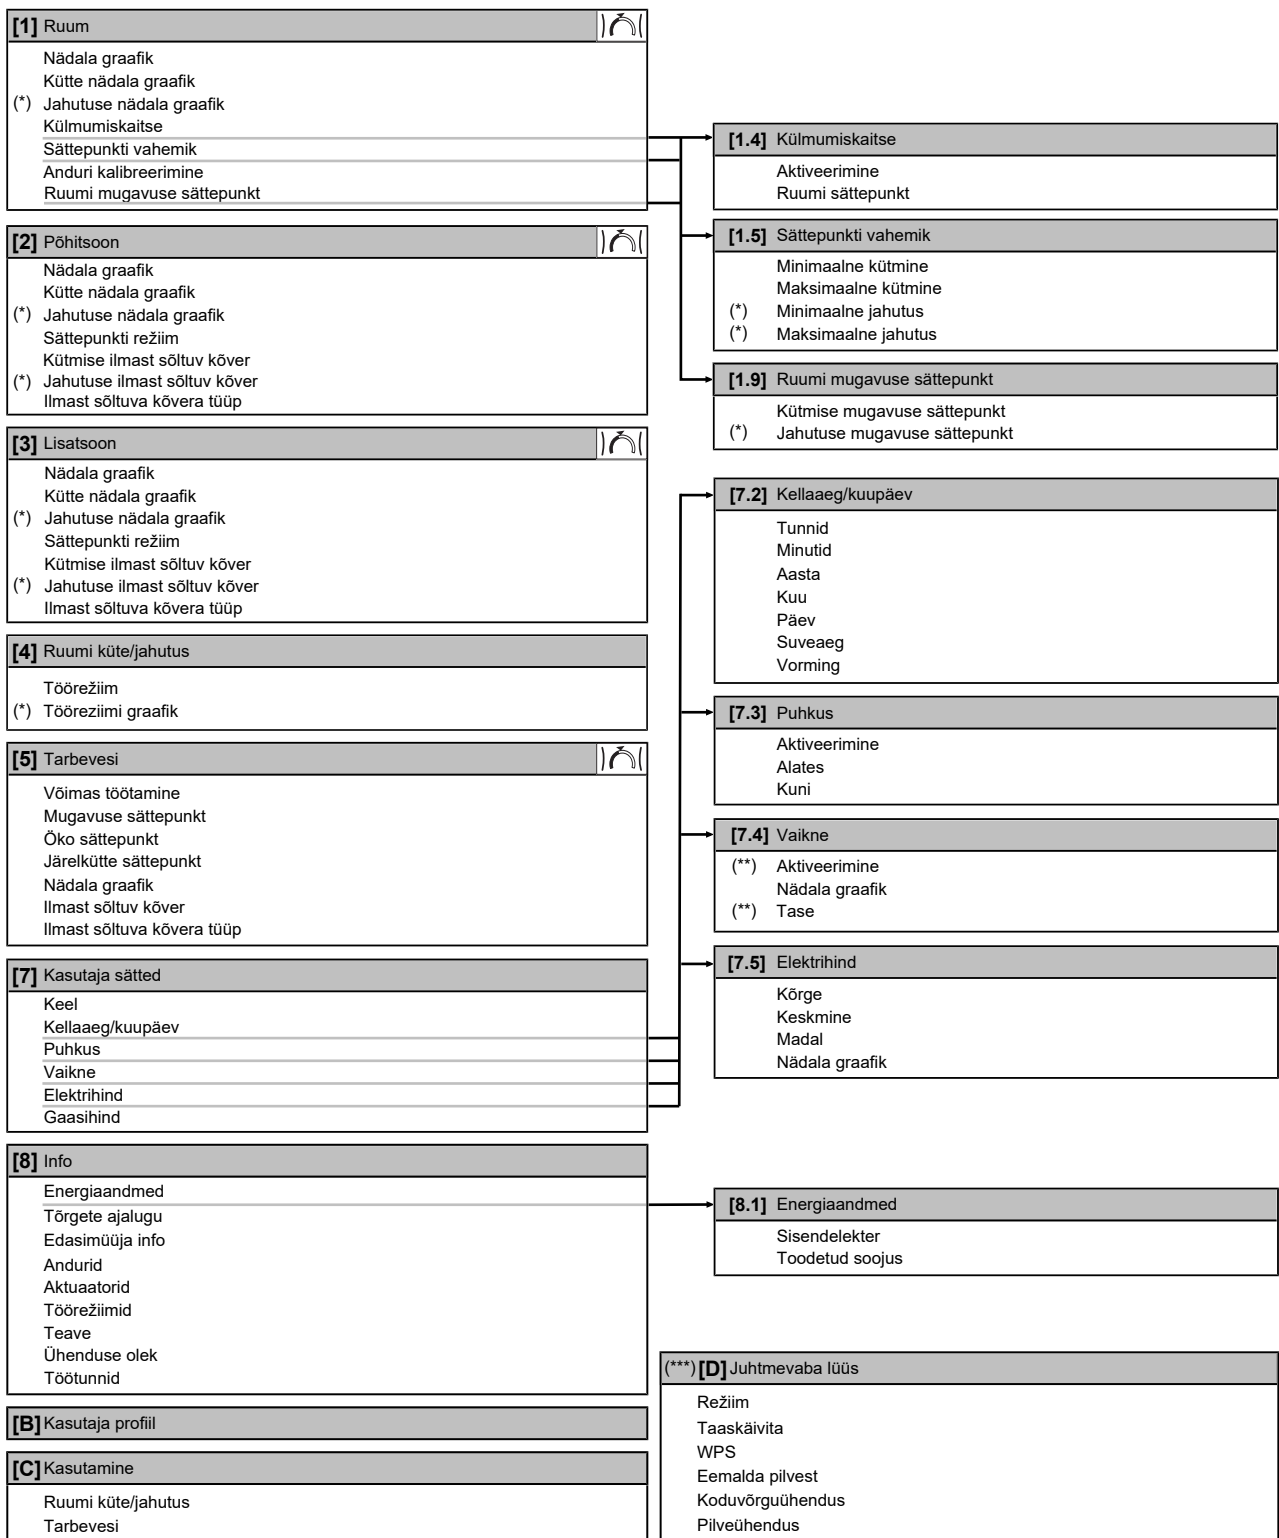 [1] Ruum
Nädala graafik
Kütte nädala graafik
(*) Jahutuse nädala graafik
Külmumiskaitse
Sättepunkti vahemik
Anduri kalibreerimine
Ruumi mugavuse sättepunkt
[2] Põhitsoon
Nädala graafik
Kütte nädala graafik
(*) Jahutuse nädala graafik
Sättepunkti režiim
Kütmise ilmast sõltuv kõver
(*) Jahutuse ilmast sõltuv kõver
Ilmast sõltuva kõvera tüüp
[3] Lisatsoon
Nädala graafik
Kütte nädala graafik
(*) Jahutuse nädala graafik
Sättepunkti režiim
Kütmise ilmast sõltuv kõver
(*) Jahutuse ilmast sõltuv kõver
Ilmast sõltuva kõvera tüüp
[4] Ruumi küte/jahutus
Töörežiim
(*) Tööreziimi graafik
[5] Tarbevesi
Võimas töötamine
Mugavuse sättepunkt
Öko sättepunkt
Järelkütte sättepunkt
Nädala graafik
Ilmast sõltuv kõver
Ilmast sõltuva kõvera tüüp
[7] Kasutaja sätted
Keel
Kellaaeg/kuupäev
Puhkus
Vaikne
Elektrihind
Gaasihind
[8] Info
Energiaandmed
Tõrgete ajalugu
Edasimüüja info
Andurid
Aktuaatorid
Töörežiimid
Teave
Ühenduse olek
Töötunnid
[B] Kasutaja profiil
[C] Kasutamine
Ruumi küte/jahutus
Tarbevesi
[1.4] Külmumiskaitse
Aktiveerimine
Ruumi sättepunkt
[1.5] Sättepunkti vahemik
Minimaalne kütmine
Maksimaalne kütmine
(*) Minimaalne jahutus
(*) Maksimaalne jahutus
[1.9] Ruumi mugavuse sättepunkt
Kütmise mugavuse sättepunkt
(*) Jahutuse mugavuse sättepunkt
[7.2] Kellaaeg/kuupäev
Tunnid
Minutid
Aasta
Kuu
Päev
Suveaeg
Vorming
[7.3] Puhkus
Aktiveerimine
Alates
Kuni
[7.4] Vaikne
(**) Aktiveerimine
Nädala graafik
(**) Tase
[7.5] Elektrihind
Kõrge
Keskmine
Madal
Nädala graafik
[8.1] Energiaandmed
Sisendelekter
Toodetud soojus
(***) [D] Juhtmevaba lüüs
Režiim
Taaskäivita
WPS
Eemalda pilvest
Koduvõrguühendus
Pilveühendus